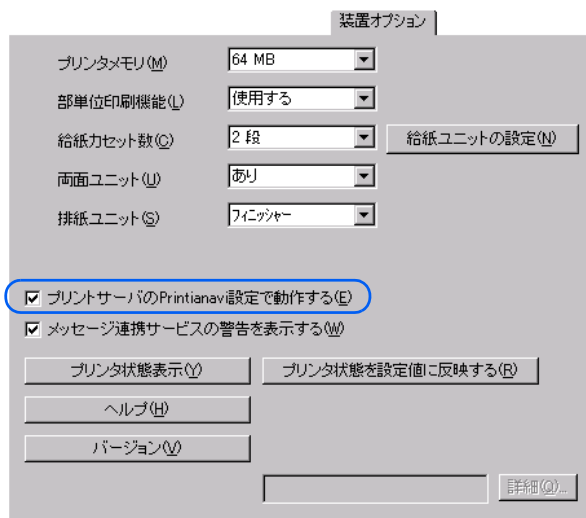 装置オプション
プリンタメモリ(M) 64 MB
部単位印刷機能(L) 使用する
給紙カセット数(C) 2 段 給紙ユニットの設定(N)
両面ユニット(U) あり
排紙ユニット(S) フィニッシャー
プリントサーバのPrintianavi設定で動作する(E)
メッセージ連携サービスの警告を表示する(W)
プリンタ状態表示(Y) プリンタ状態を設定値に反映する(R)
ヘルプ(H)
バージョン(V)
詳細(Q)...